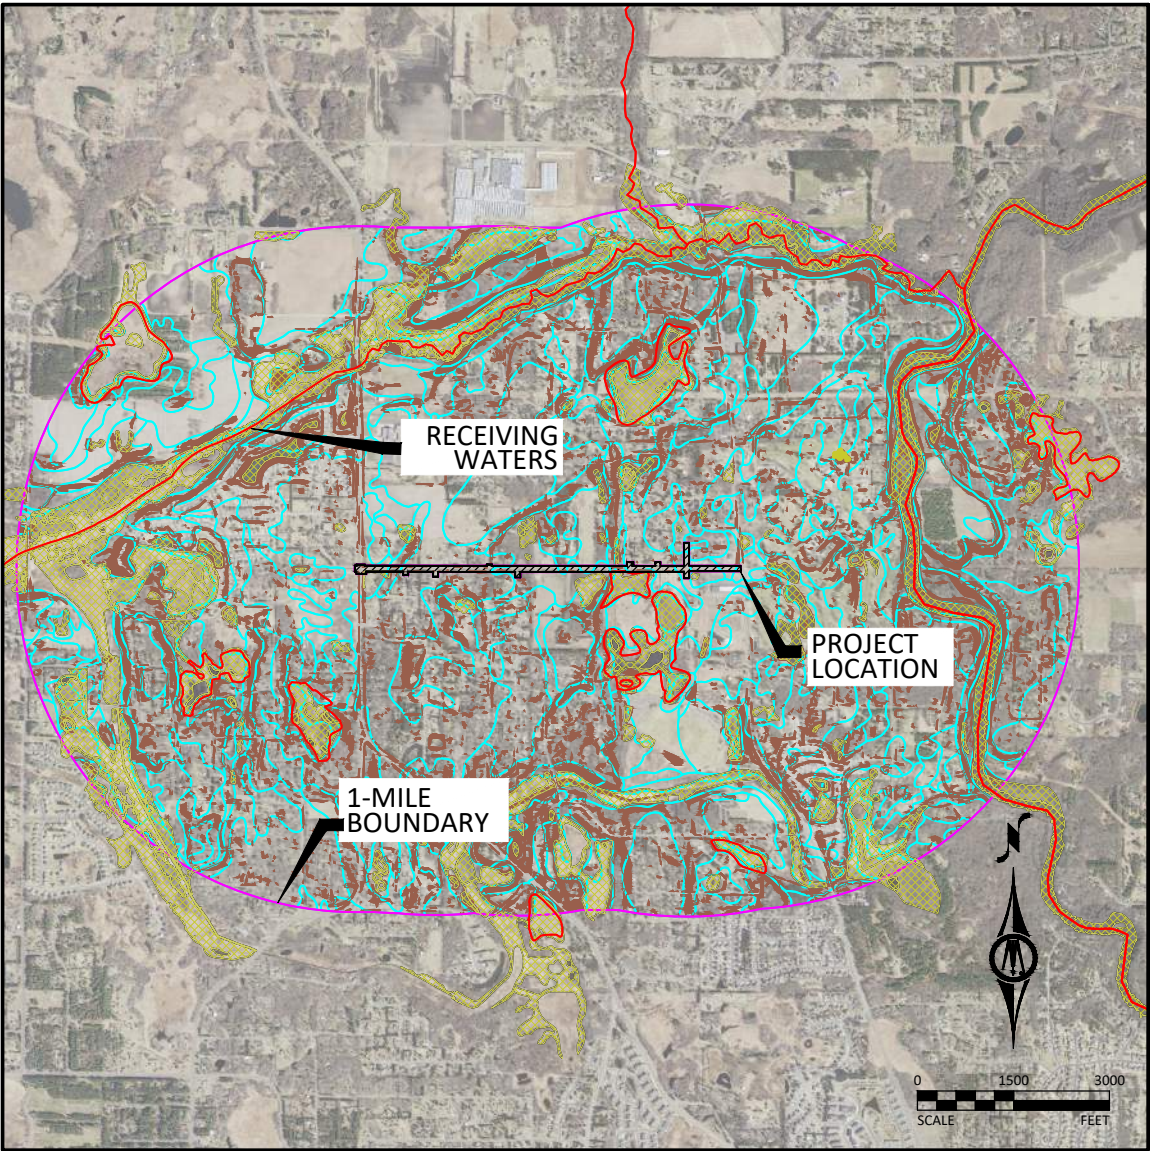 RECEIVING
WATERS
PROJECT
LOCATION
1-MILE
BOUNDARY
N
0 1500 3000
SCALE FEET